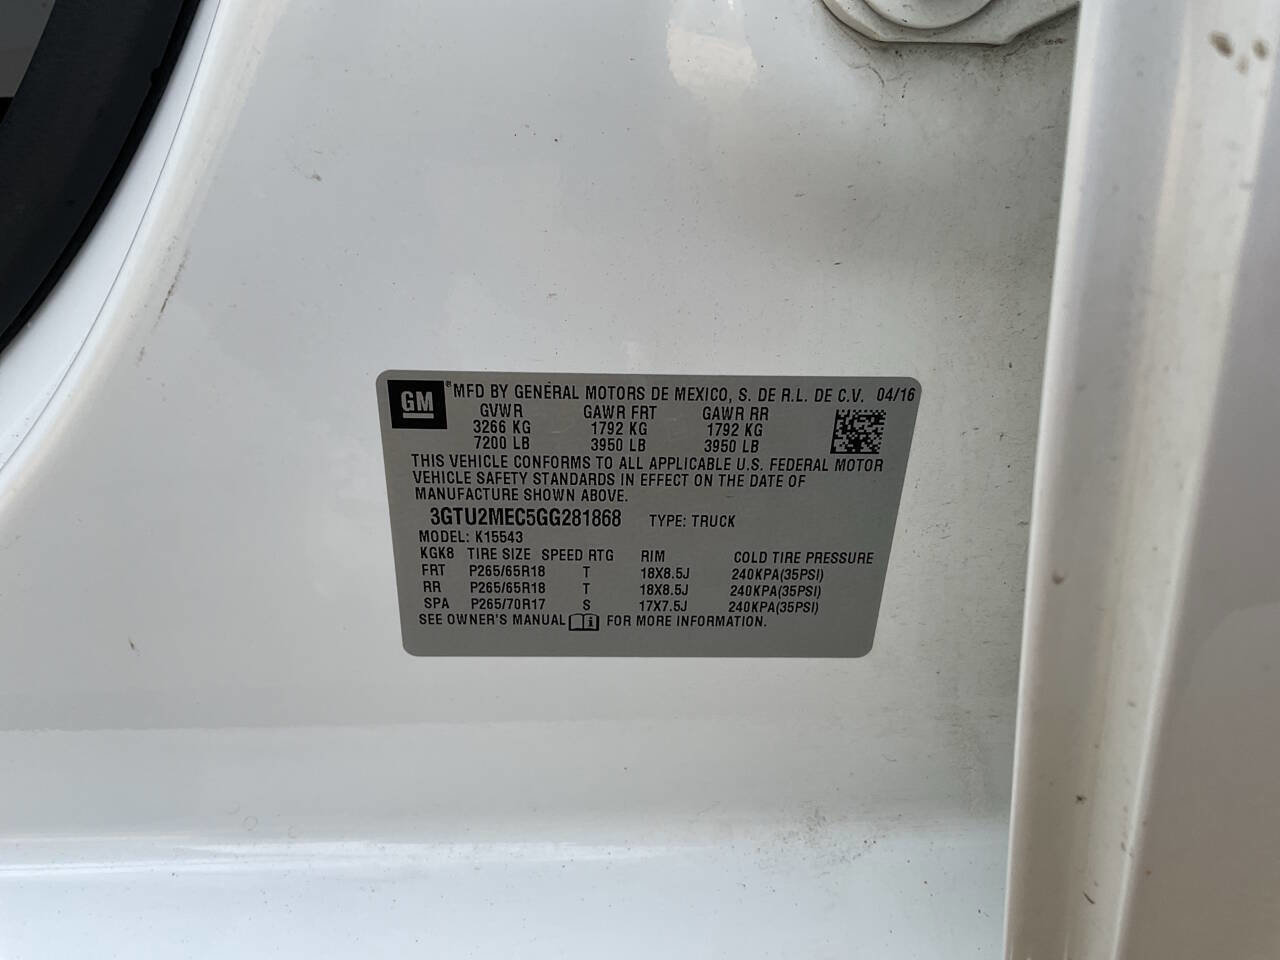 GM ® MFD BY GENERAL MOTORS DE MEXICO, S. DE R.L. DE C.V. 04/16
GVWR GAWR FRT GAWR RR
3266 KG 1792 KG 1792 KG
7200 LB 3950 LB 3950 LB
THIS VEHICLE CONFORMS TO ALL APPLICABLE U.S. FEDERAL MOTOR
VEHICLE SAFETY STANDARDS IN EFFECT ON THE DATE OF
MANUFACTURE SHOWN ABOVE.
3GTU2MEC5GG281868 TYPE: TRUCK
MODEL: K15543
KGK8 TIRE SIZE SPEED RTG RIM COLD TIRE PRESSURE
FRT P265/65R18 T 18X8.5J 240KPA(35PSI)
RR P265/65R18 T 18X8.5J 240KPA(35PSI)
SPA P265/70R17 S 17X7.5J 240KPA(35PSI)
SEE OWNER'S MANUAL i FOR MORE INFORMATION.